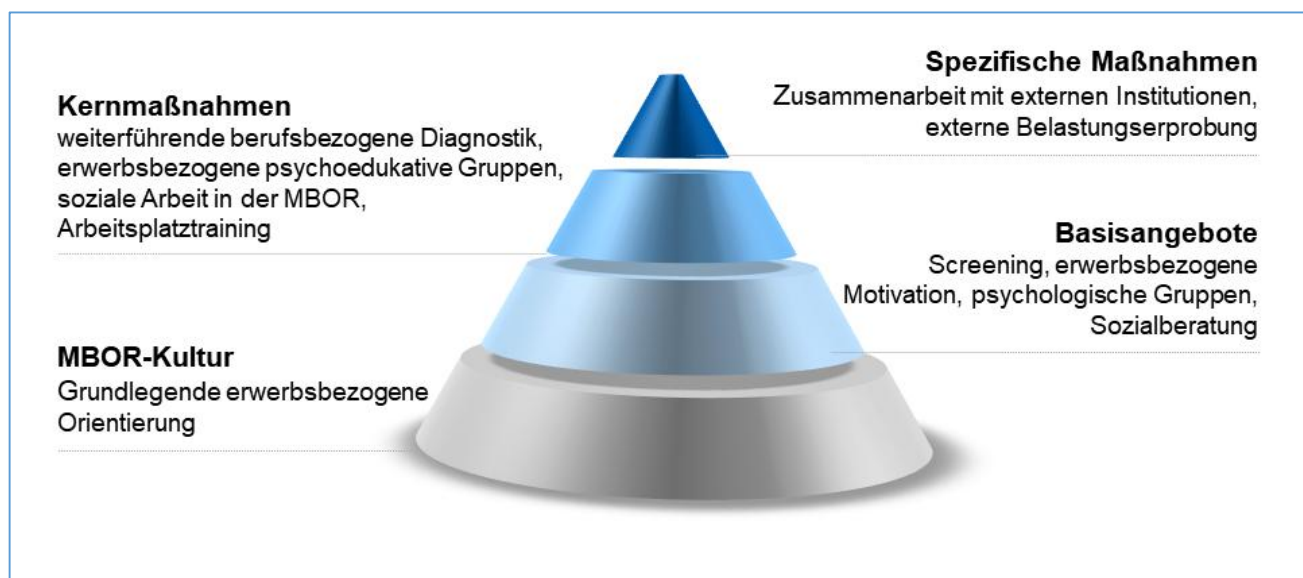 Kernmaßnahmen
weiterführende berufsbezogene Diagnostik,
erwerbsbezogene psychoedukative Gruppen,
soziale Arbeit in der MBOR,
Arbeitsplatztraining
Spezifische Maßnahmen
Zusammenarbeit mit externen Institutionen,
externe Belastungserprobung
MBOR-Kultur
Grundlegende erwerbsbezogene
Orientierung
Basisangebote
Screening, erwerbsbezogene
Motivation, psychologische Gruppen,
Sozialberatung